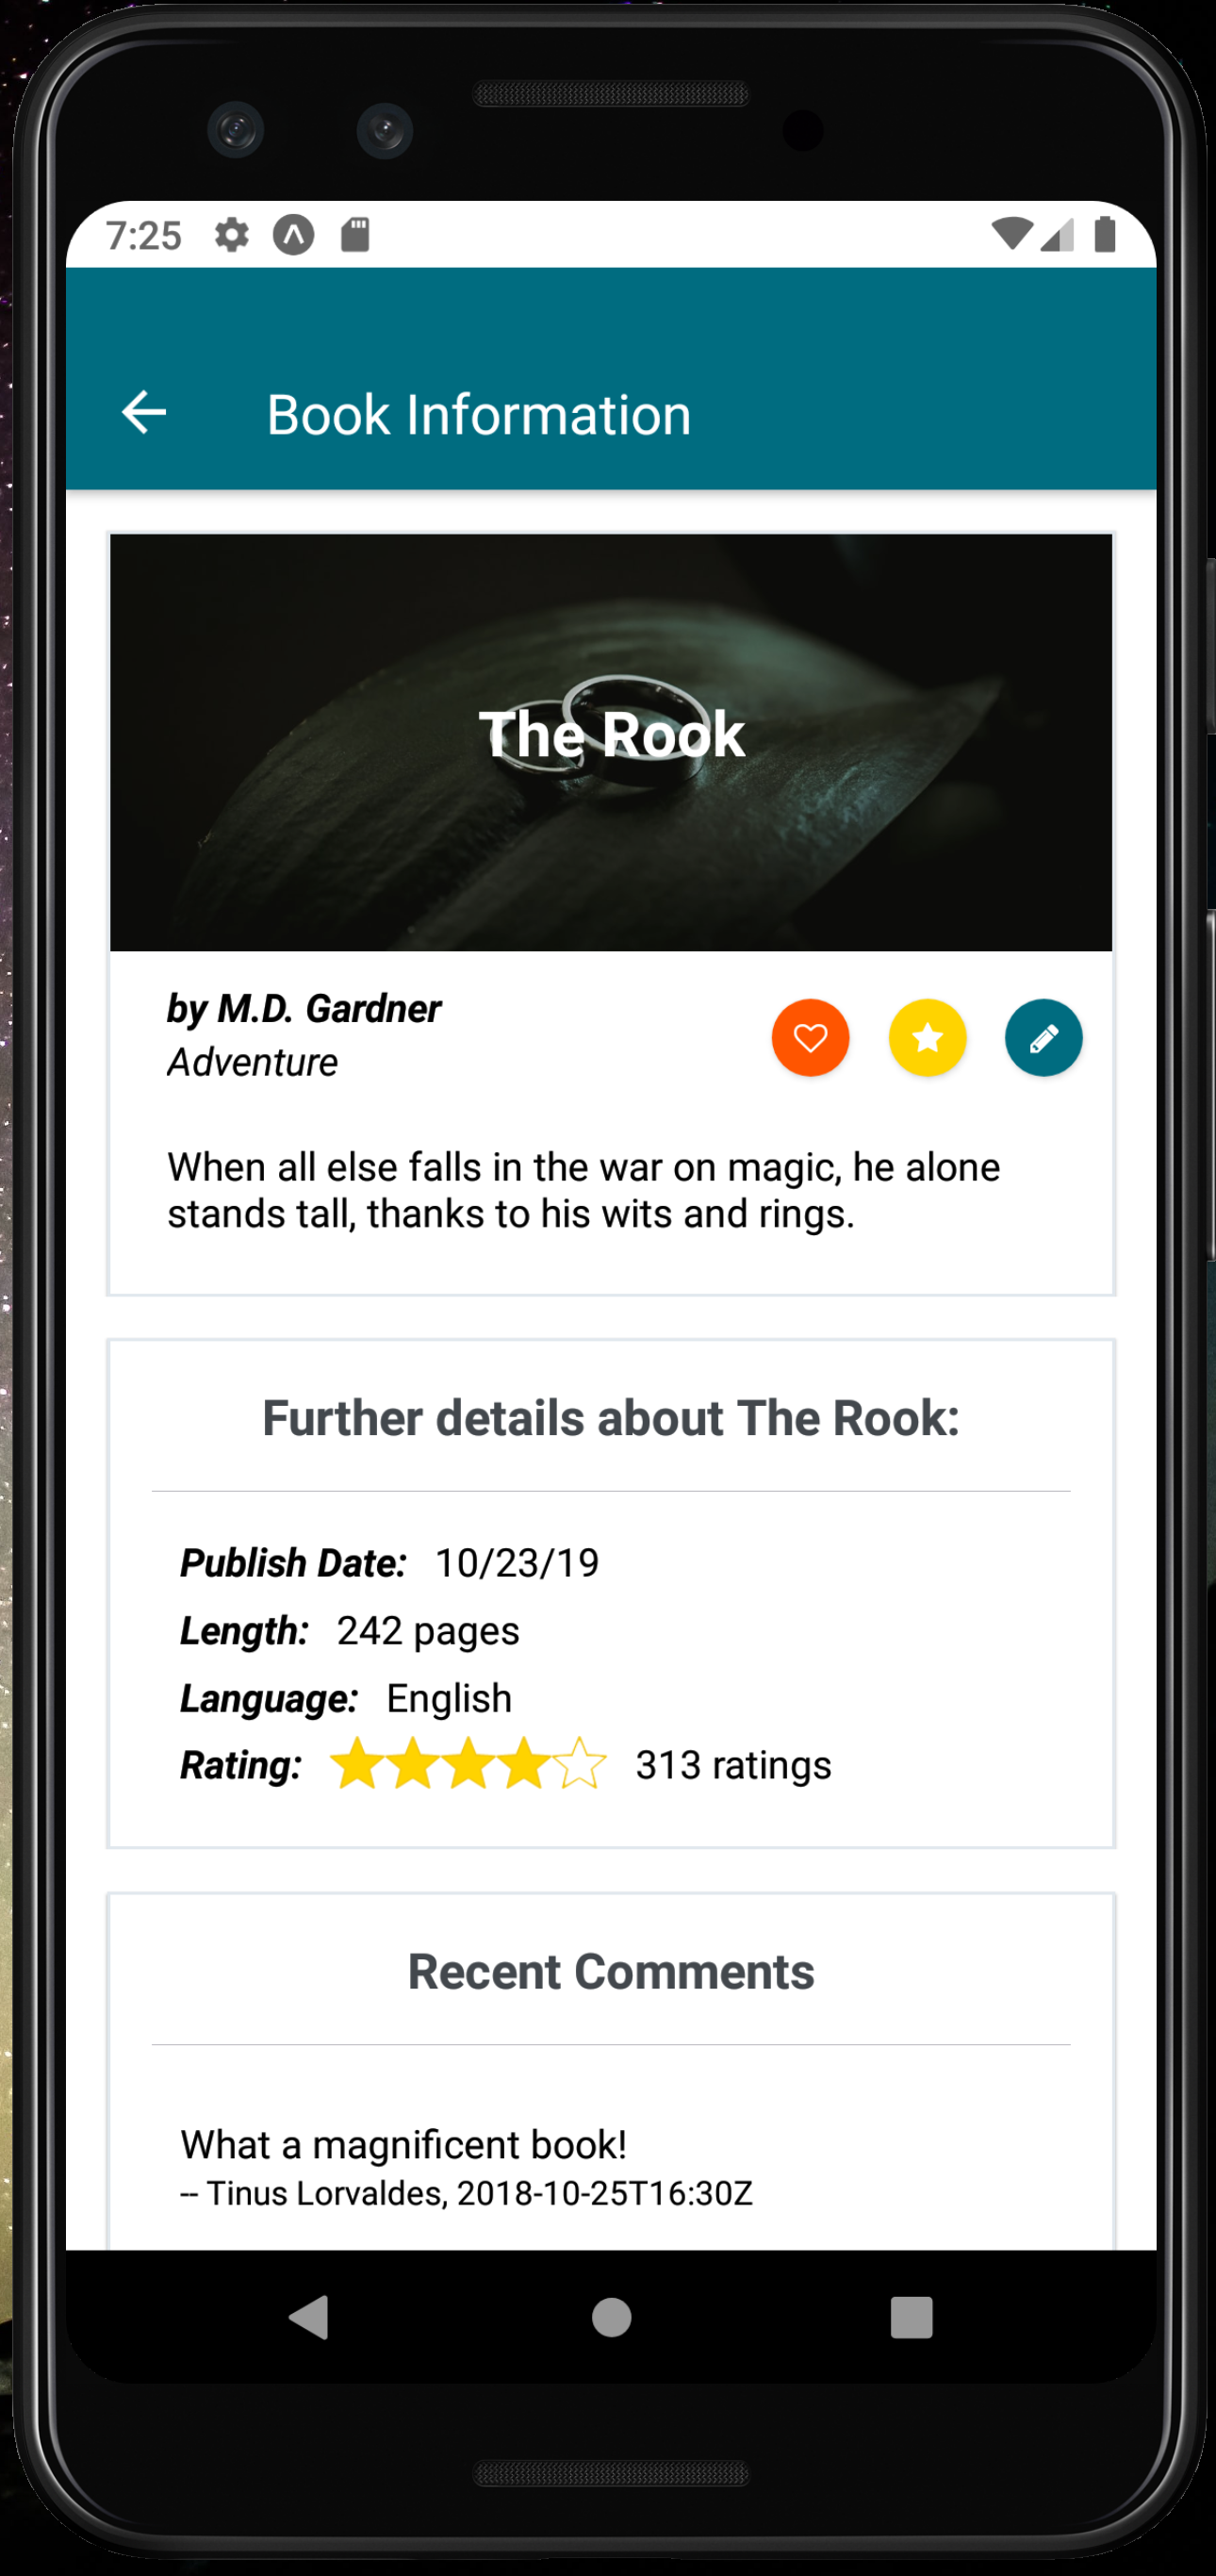 7:25
Book Information
The Rook
by M.D. Gardner
Adventure
When all else falls in the war on magic, he alone
stands tall, thanks to his wits and rings.
Further details about The Rook:
Publish Date: 10/23/19
Length: 242 pages
Language: English
Rating: 313 ratings
Recent Comments
What a magnificent book!
-- Tinus Lorvaldes, 2018-10-25T16:30Z